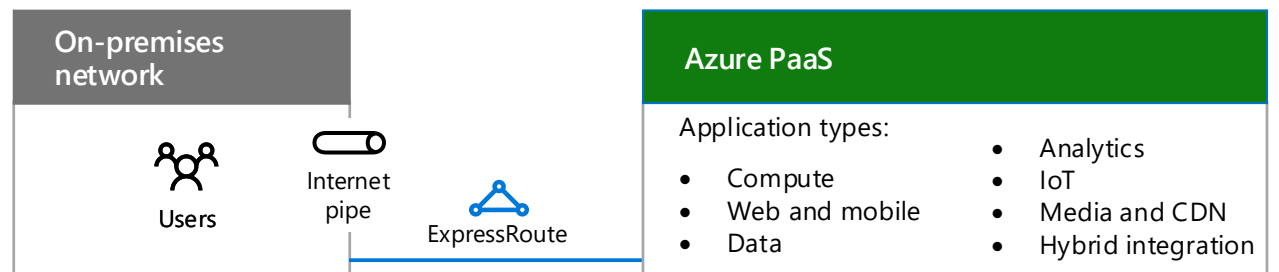 On-premises
network
Users
Internet
pipe
ExpressRoute
Azure PaaS
Application types:
• Compute
• Web and mobile
• Data
• Analytics
• IoT
• Media and CDN
• Hybrid integration